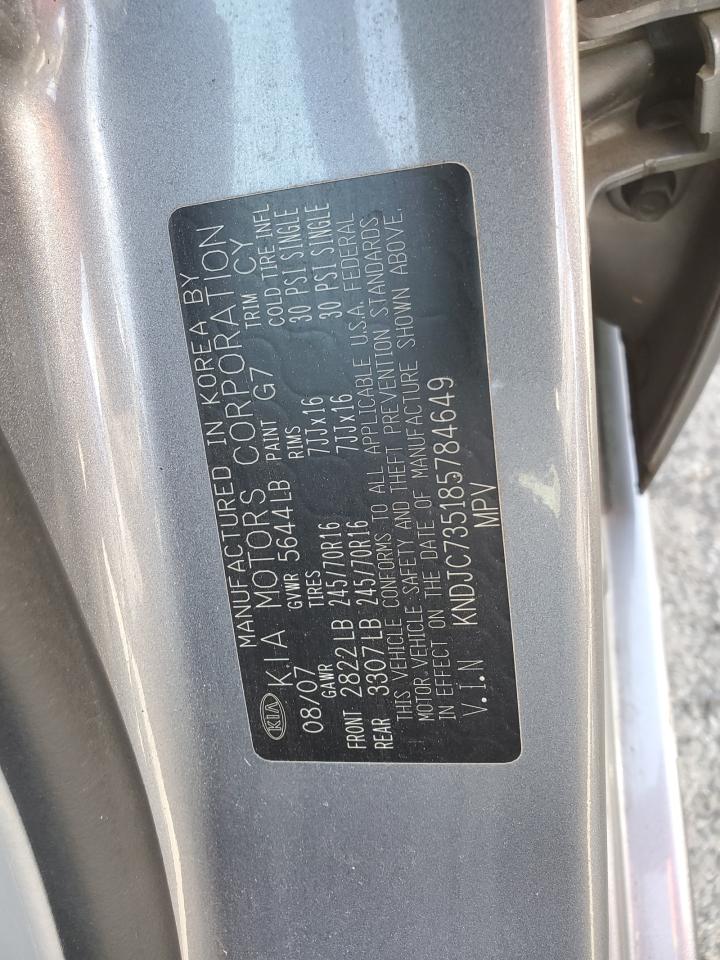 MANUFACTURED IN KOREA BY
KIA KIA MOTORS CORPORATION
08/07 GVWR 5644LB PAINT G7 TRIM CY
GAWR TIRES RIMS COLD TIRE INFL
FRONT 2822LB 245/70R16 7JJx16 30 PSI SINGLE
REAR 3307LB 245/70R16 7JJx16 30 PSI SINGLE
THIS VEHICLE CONFORMS TO ALL APPLICABLE U.S.A. FEDERAL
MOTOR VEHICLE SAFETY AND THEFT PREVENTION STANDARDS
IN EFFECT ON THE DATE OF MANUFACTURE SHOWN ABOVE.
V.I.N KNDJC735185784649
MPV